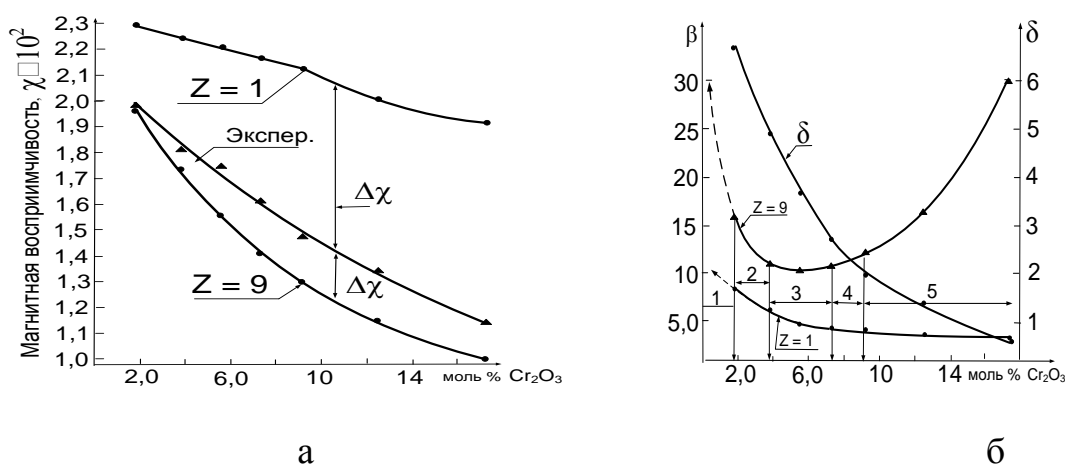 Магнитная восприимчивость, χ□10²
2,3
2,2
2,1
2,0
1,9
1,8
1,7
1,6
1,5
1,4
1,3
1,2
1,1
1,0
Z = 1
Экспер.
Δχ
Δχ
Z = 9
2,0 6,0 10 14 моль % Cr₂O₃
а
β
30
25
20
15
10
5,0
δ
6
5
4
3
2
1
δ
Z = 9
1 2 3 4 5
Z = 1
2,0 6,0 10 14 моль % Cr₂O₃
б